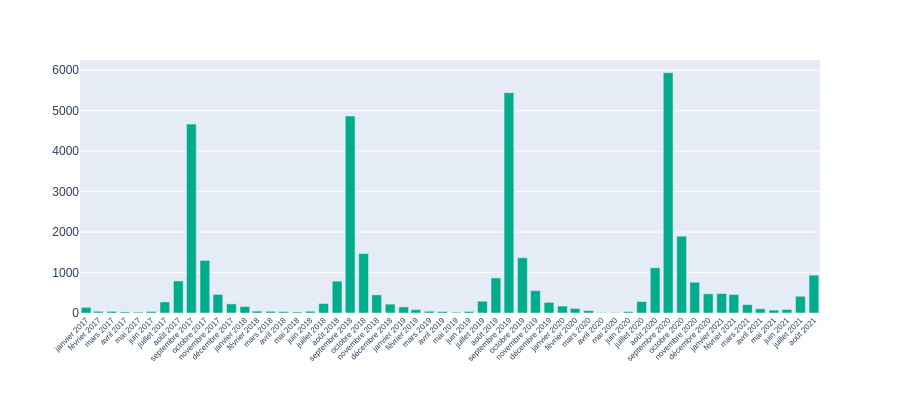 6000
5000
4000
3000
2000
1000
0
janvier 2017
février 2017
mars 2017
avril 2017
mai 2017
juin 2017
juillet 2017
août 2017
septembre 2017
octobre 2017
novembre 2017
décembre 2017
janvier 2018
février 2018
mars 2018
avril 2018
mai 2018
juin 2018
juillet 2018
août 2018
septembre 2018
octobre 2018
novembre 2018
décembre 2018
janvier 2019
février 2019
mars 2019
avril 2019
mai 2019
juin 2019
juillet 2019
août 2019
septembre 2019
octobre 2019
novembre 2019
décembre 2019
janvier 2020
février 2020
mars 2020
avril 2020
mai 2020
juin 2020
juillet 2020
août 2020
septembre 2020
octobre 2020
novembre 2020
décembre 2020
janvier 2021
février 2021
mars 2021
avril 2021
mai 2021
juin 2021
juillet 2021
août 2021